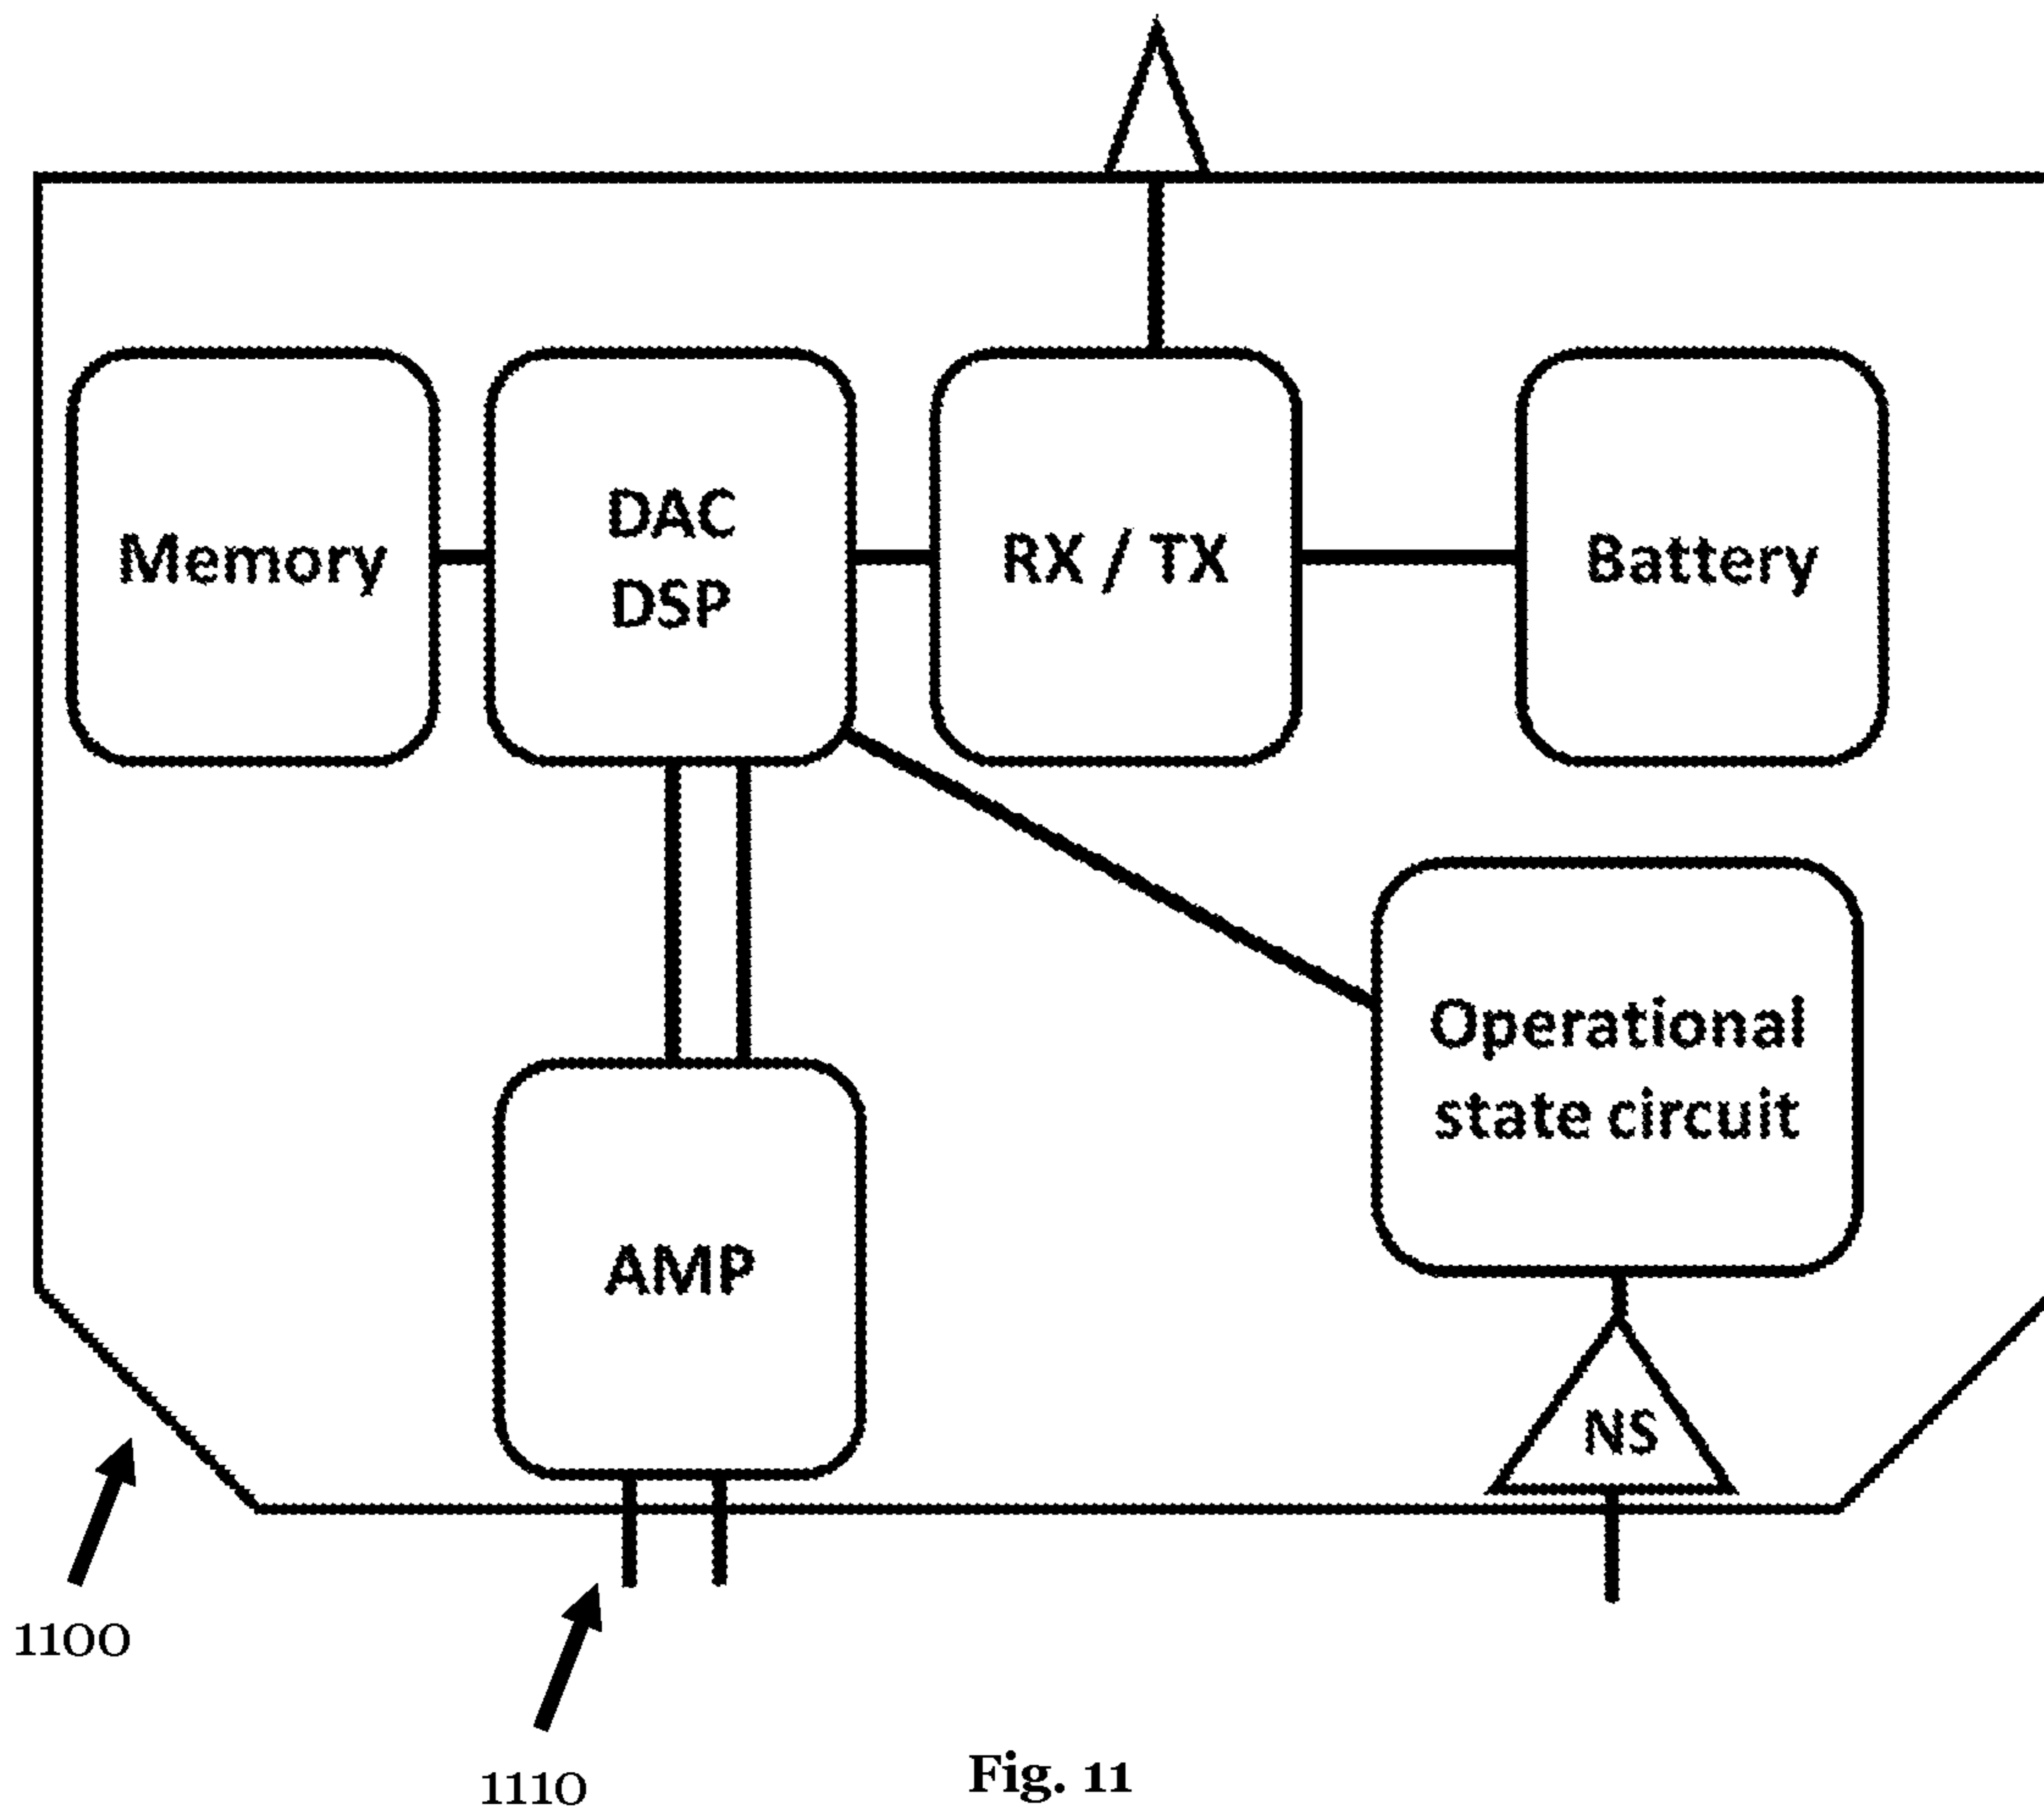 Memory
DAC
DSP
RX / TX
Battery
Operational
state circuit
AMP
NS
1100
1110
Fig. 11